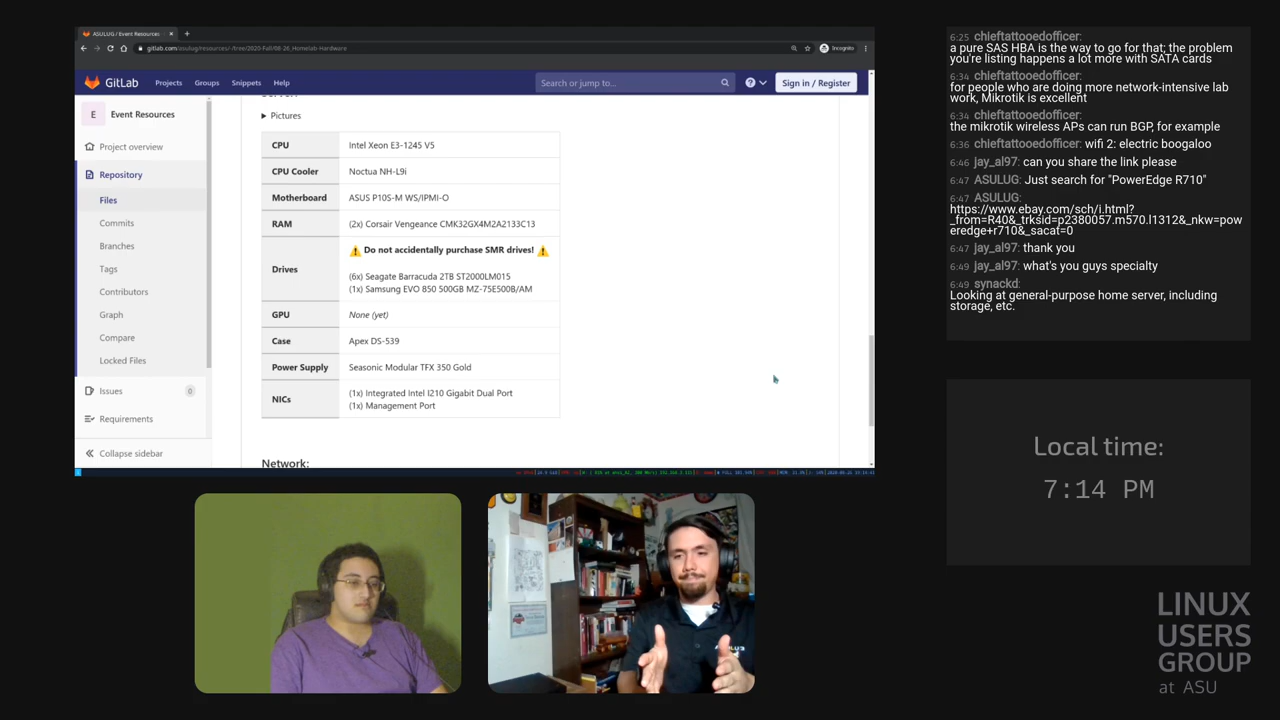 ASULUG / Event Resources
gitlab.com/asulug/resources/-/tree/2020-Fall/08-26_Homelab-Hardware
Incognito
GitLab
Projects
Groups
Snippets
Help
Search or jump to...
Sign in / Register
E
Event Resources
Project overview
Repository
Files
Commits
Branches
Tags
Contributors
Graph
Compare
Locked Files
Issues
0
Requirements
Collapse sidebar
Pictures
CPU
Intel Xeon E3-1245 V5
CPU Cooler
Noctua NH-L9i
Motherboard
ASUS P10S-M WS/IPMI-O
RAM
(2x) Corsair Vengeance CMK32GX4M2A2133C13
Drives
Do not accidentally purchase SMR drives!
(6x) Seagate Barracuda 2TB ST2000LM015
(1x) Samsung EVO 850 500GB MZ-75E500B/AM
GPU
None (yet)
Case
Apex DS-539
Power Supply
Seasonic Modular TFX 350 Gold
NICs
(1x) Integrated Intel I210 Gigabit Dual Port
(1x) Management Port
Network:
6:25 chieftattooedofficer:
a pure SAS HBA is the way to go for that; the problem
you're listing happens a lot more with SATA cards
6:34 chieftattooedofficer:
for people who are doing more network-intensive lab
work, Mikrotik is excellent
6:34 chieftattooedofficer:
the mikrotik wireless APs can run BGP, for example
6:36 chieftattooedofficer: wifi 2: electric boogaloo
6:46 jay_al97: can you share the link please
6:47 ASULUG: Just search for "PowerEdge R710"
6:47 ASULUG:
https://www.ebay.com/sch/i.html?
_from=R40&_trksid=p2380057.m570.l1312&_nkw=pow
eredge+r710&_sacat=0
6:47 jay_al97: thank you
6:49 jay_al97: what's you guys specialty
6:49 synackd:
Looking at general-purpose home server, including
storage, etc.
Local time:
7:14 PM
LINUX
USERS
GROUP
at ASU